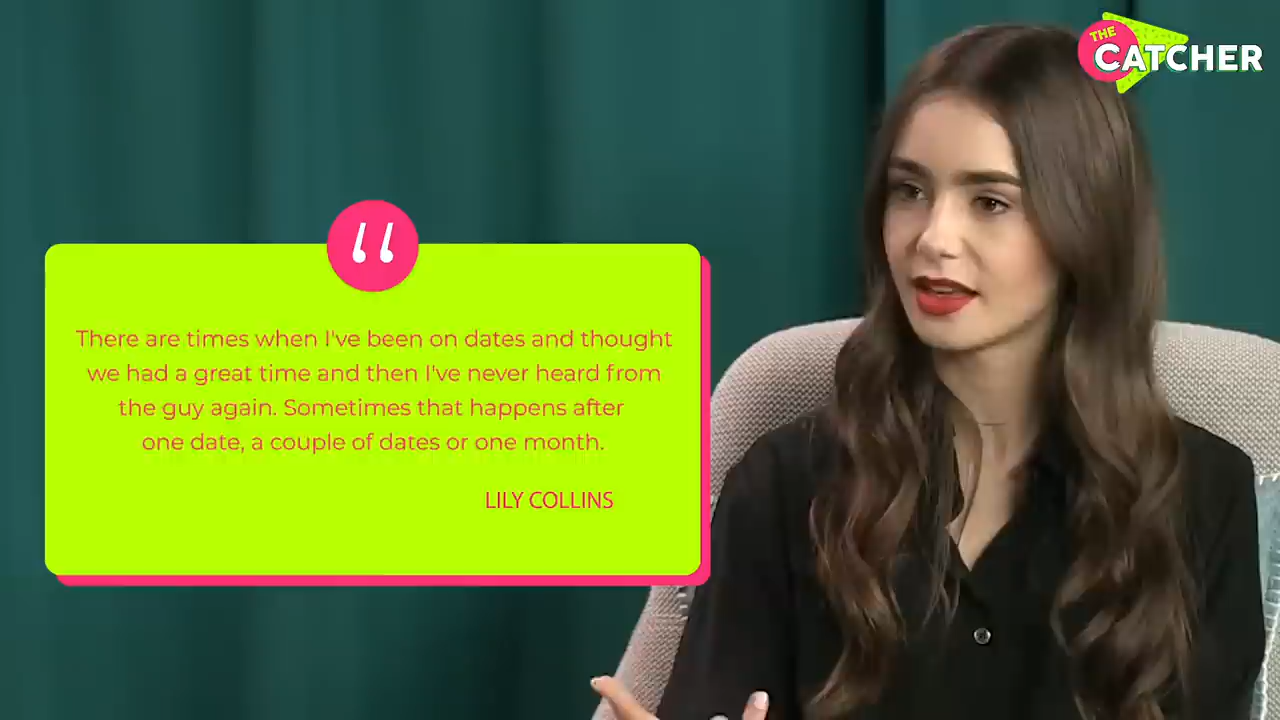 THE
CATCHER
“
There are times when I've been on dates and thought
we had a great time and then I've never heard from
the guy again. Sometimes that happens after
one date, a couple of dates or one month.
LILY COLLINS